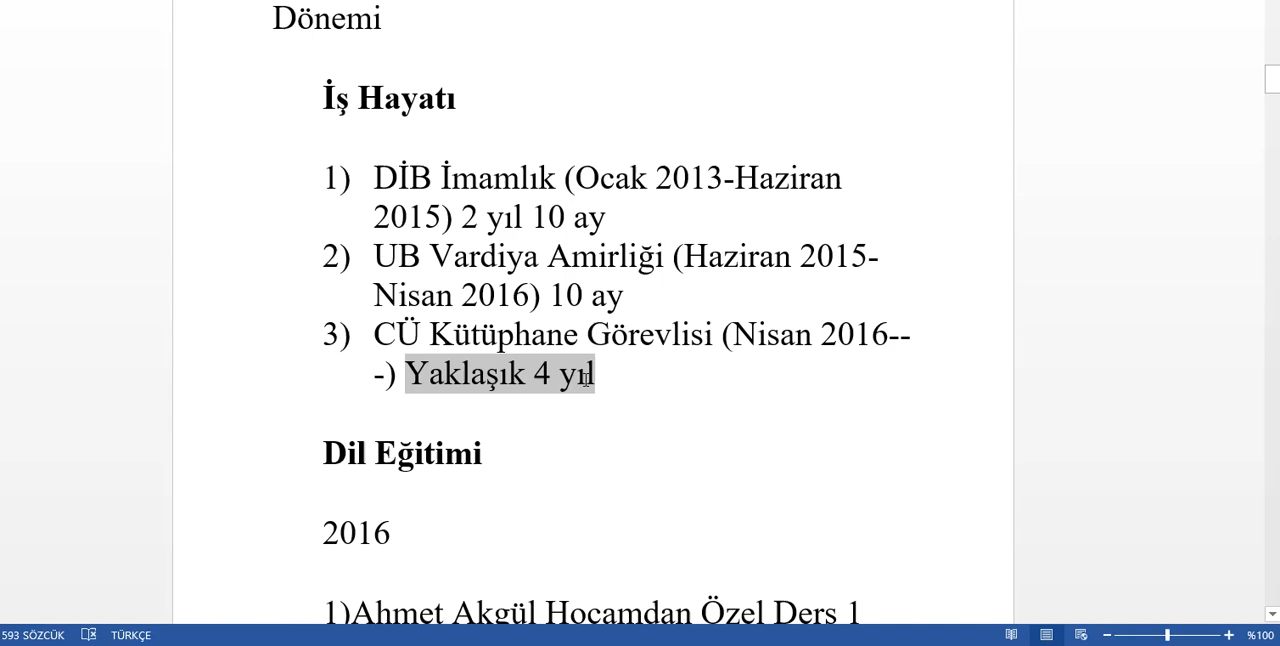 Dönemi
İş Hayatı
1) DİB İmamlık (Ocak 2013-Haziran
2015) 2 yıl 10 ay
2) UB Vardiya Amirliği (Haziran 2015-
Nisan 2016) 10 ay
3) CÜ Kütüphane Görevlisi (Nisan 2016--
-) Yaklaşık 4 yıl
Dil Eğitimi
2016
1)Ahmet Akgül Hocamdan Özel Ders 1
593 SÖZCÜK TÜRKÇE %100